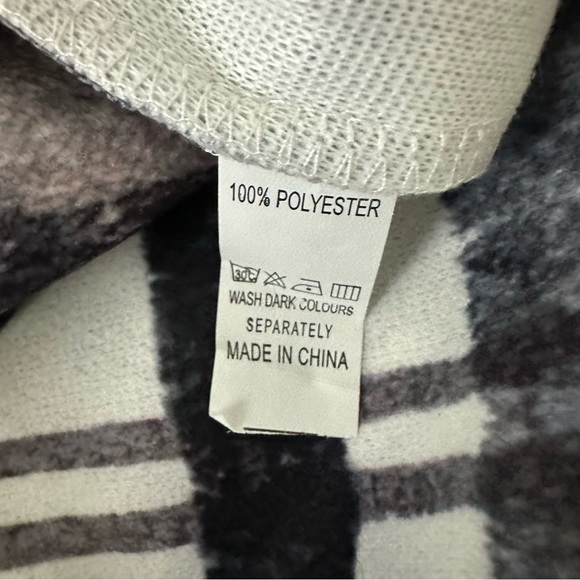 100% POLYESTER
30°
WASH DARK COLOURS
SEPARATELY
MADE IN CHINA